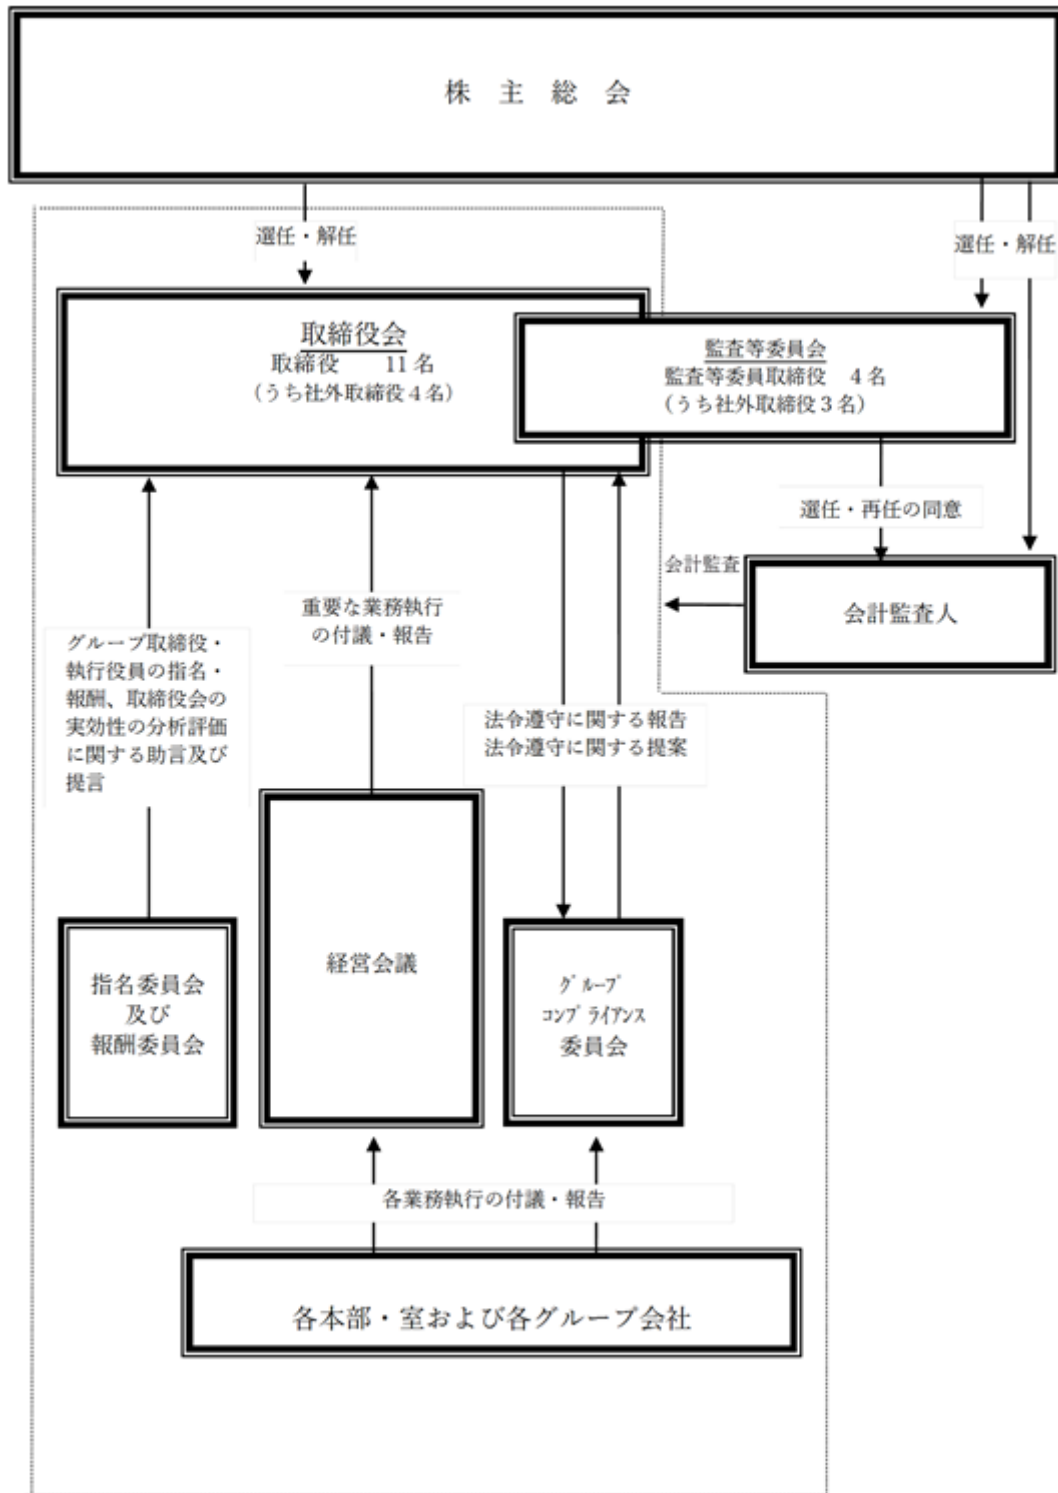 株 主 総 会
選任・解任
選任・解任
取締役会
取締役 11 名
(うち社外取締役４名)
監査等委員会
監査等委員取締役 4 名
(うち社外取締役３名)
選任・再任の同意
会計監査
会計監査人
重要な業務執行
の付議・報告
グループ取締役・
執行役員の指名・
報酬、取締役会の
実効性の分析評価
に関する助言及び
提言
法令遵守に関する報告
法令遵守に関する提案
指名委員会
及び
報酬委員会
経営会議
ｸﾞﾙｰﾌﾟ
ｺﾝﾌﾟﾗｲｱﾝｽ
委員会
各業務執行の付議・報告
各本部・室および各グループ会社